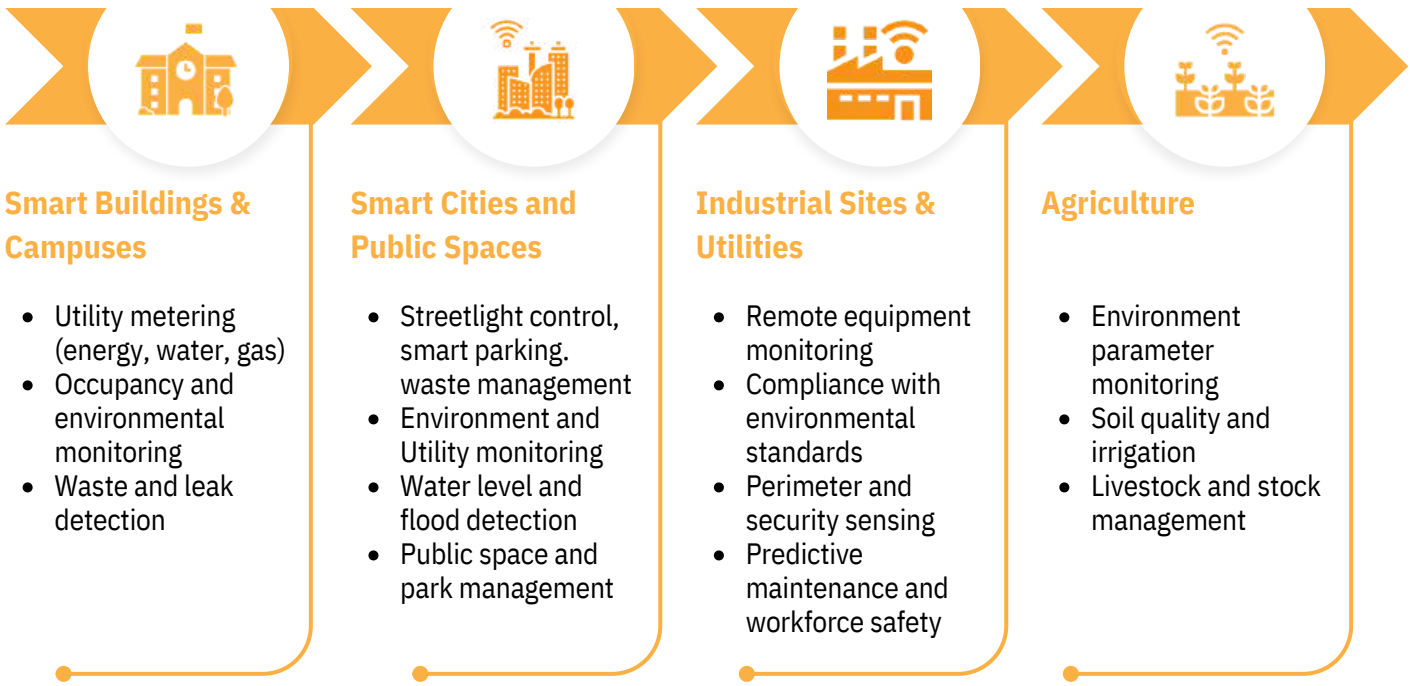 Smart Buildings &
Campuses
• Utility metering
(energy, water, gas)
• Occupancy and
environmental
monitoring
• Waste and leak
detection
Smart Cities and
Public Spaces
• Streetlight control,
smart parking.
waste management
• Environment and
Utility monitoring
• Water level and
flood detection
• Public space and
park management
Industrial Sites &
Utilities
• Remote equipment
monitoring
• Compliance with
environmental
standards
• Perimeter and
security sensing
• Predictive
maintenance and
workforce safety
Agriculture
• Environment
parameter
monitoring
• Soil quality and
irrigation
• Livestock and stock
management